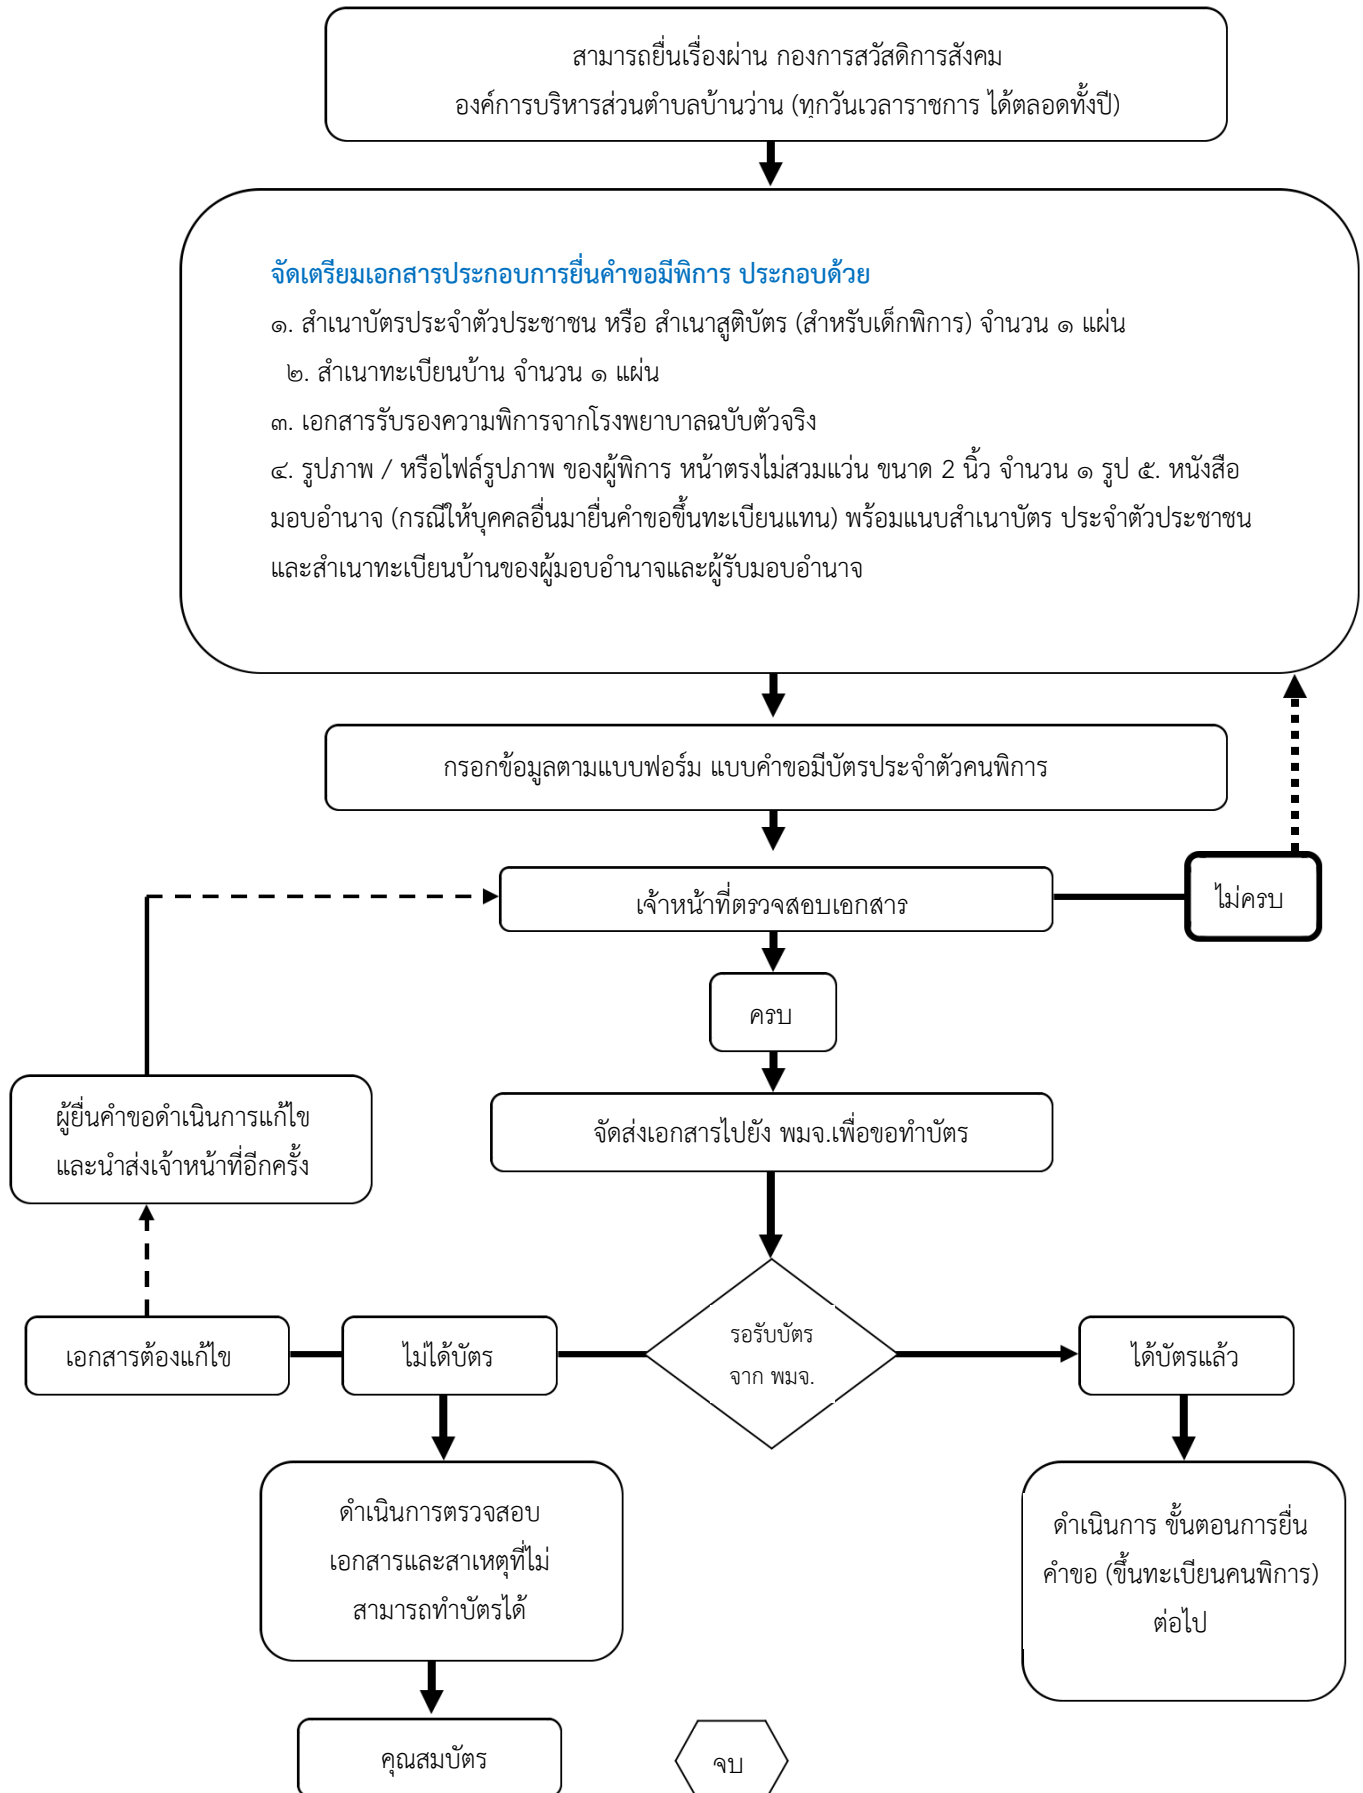 สามารถยื่นเรื่องผ่าน กองการสวัสดิการสังคม
องค์การบริหารส่วนตำบลบ้านว่าน (ทุกวันเวลาราชการ ได้ตลอดทั้งปี)
จัดเตรียมเอกสารประกอบการยื่นคำขอมีพิการ ประกอบด้วย
๑. สำเนาบัตรประจำตัวประชาชน หรือ สำเนาสูติบัตร (สำหรับเด็กพิการ) จำนวน ๑ แผ่น
๒. สำเนาทะเบียนบ้าน จำนวน ๑ แผ่น
๓. เอกสารรับรองความพิการจากโรงพยาบาลฉบับตัวจริง
๔. รูปภาพ / หรือไฟล์รูปภาพ ของผู้พิการ หน้าตรงไม่สวมแว่น ขนาด 2 นิ้ว จำนวน ๑ รูป ๕. หนังสือ
มอบอำนาจ (กรณีให้บุคคลอื่นมายื่นคำขอขึ้นทะเบียนแทน) พร้อมแนบสำเนาบัตร ประจำตัวประชาชน
และสำเนาทะเบียนบ้านของผู้มอบอำนาจและผู้รับมอบอำนาจ
กรอกข้อมูลตามแบบฟอร์ม แบบคำขอมีบัตรประจำตัวคนพิการ
เจ้าหน้าที่ตรวจสอบเอกสาร
ไม่ครบ
ครบ
ผู้ยื่นคำขอดำเนินการแก้ไข
และนำส่งเจ้าหน้าที่อีกครั้ง
จัดส่งเอกสารไปยัง พมจ.เพื่อขอทำบัตร
เอกสารต้องแก้ไข
ไม่ได้บัตร
รอรับบัตร
จาก พมจ.
ได้บัตรแล้ว
ดำเนินการตรวจสอบ
เอกสารและสาเหตุที่ไม่
สามารถทำบัตรได้
ดำเนินการ ขั้นตอนการยื่น
คำขอ (ขึ้นทะเบียนคนพิการ)
ต่อไป
คุณสมบัตร
จบ